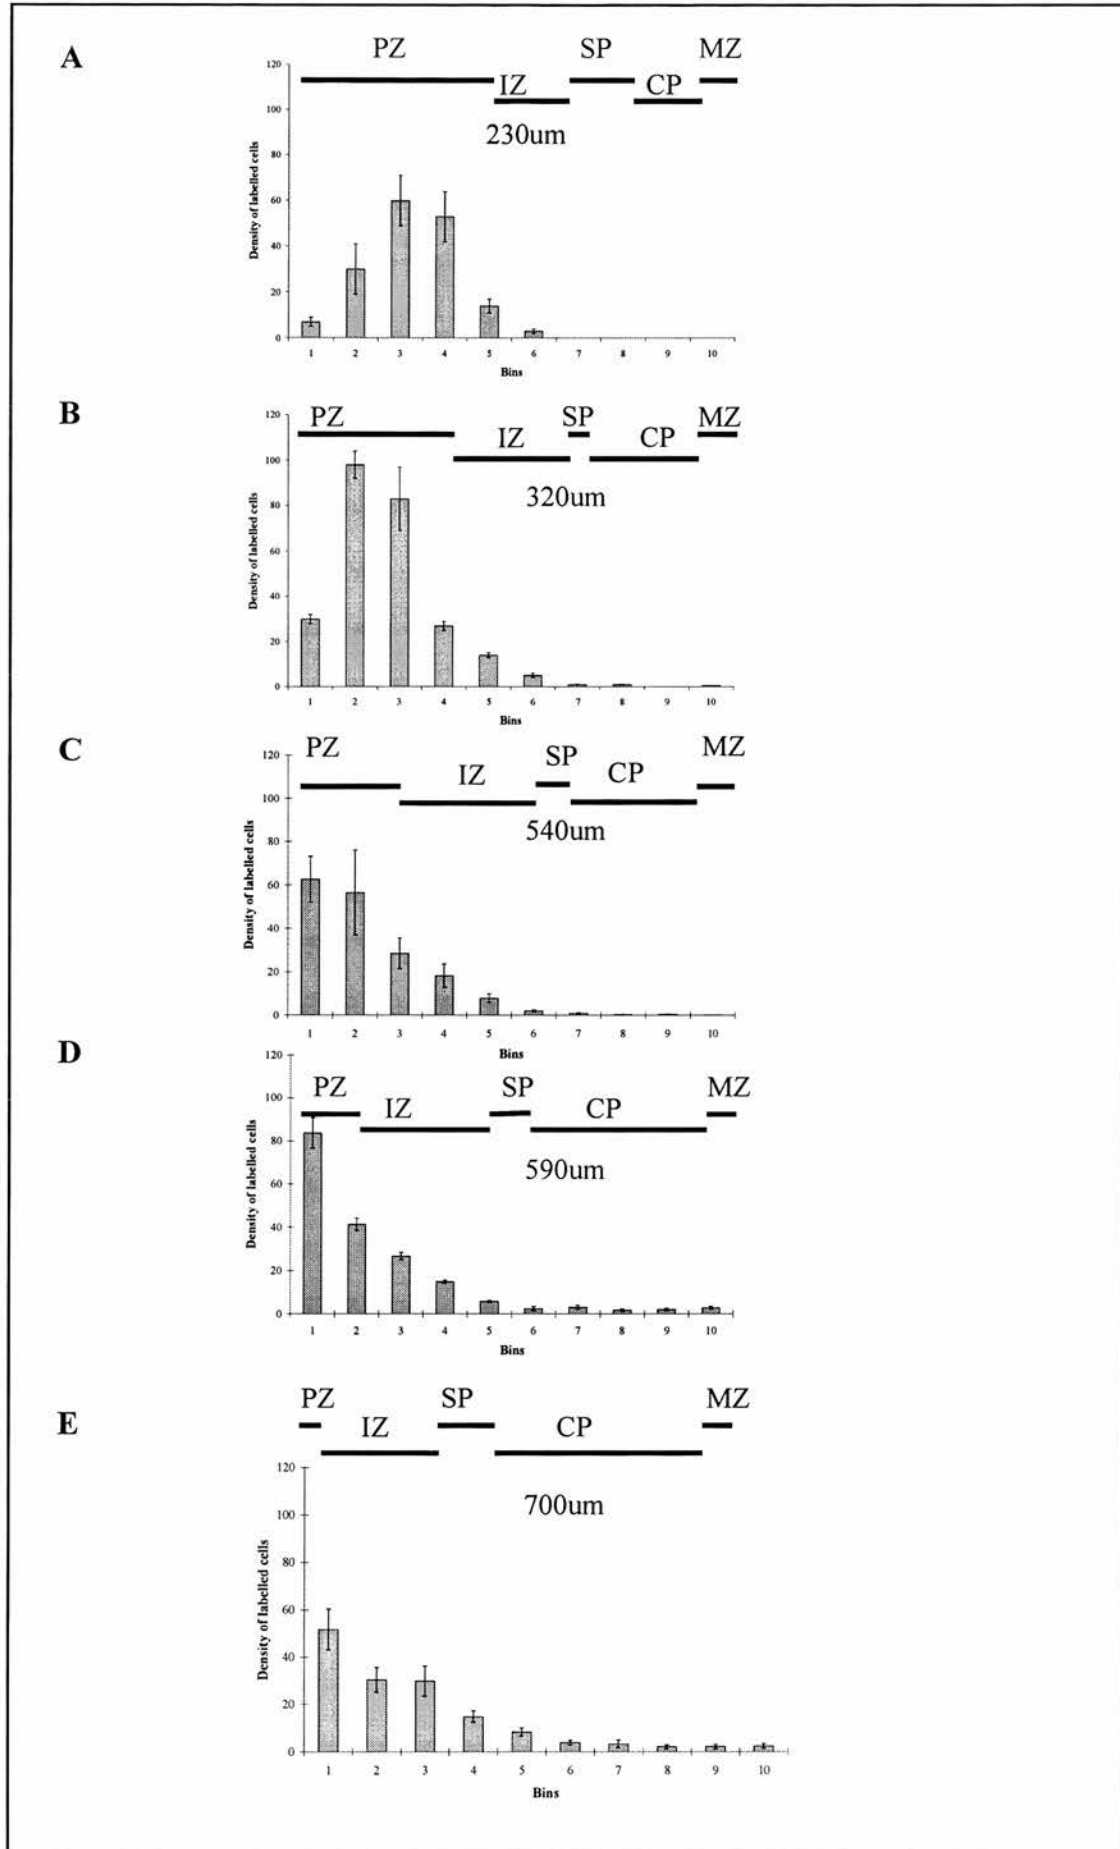 A
PZ SP MZ
IZ CP
230um
120
100
80
60
40
20
0
Density of labelled cells
1 2 3 4 5 6 7 8 9 10
Bins
B
PZ SP MZ
IZ CP
320um
120
100
80
60
40
20
0
Density of labelled cells
1 2 3 4 5 6 7 8 9 10
Bins
C
PZ SP MZ
IZ CP
540um
120
100
80
60
40
20
0
Density of labelled cells
1 2 3 4 5 6 7 8 9 10
Bins
D
PZ SP MZ
IZ CP
590um
120
100
80
60
40
20
0
Density of labelled cells
1 2 3 4 5 6 7 8 9 10
Bins
E
PZ SP MZ
IZ CP
700um
120
100
80
60
40
20
0
Density of labelled cells
1 2 3 4 5 6 7 8 9 10
Bins